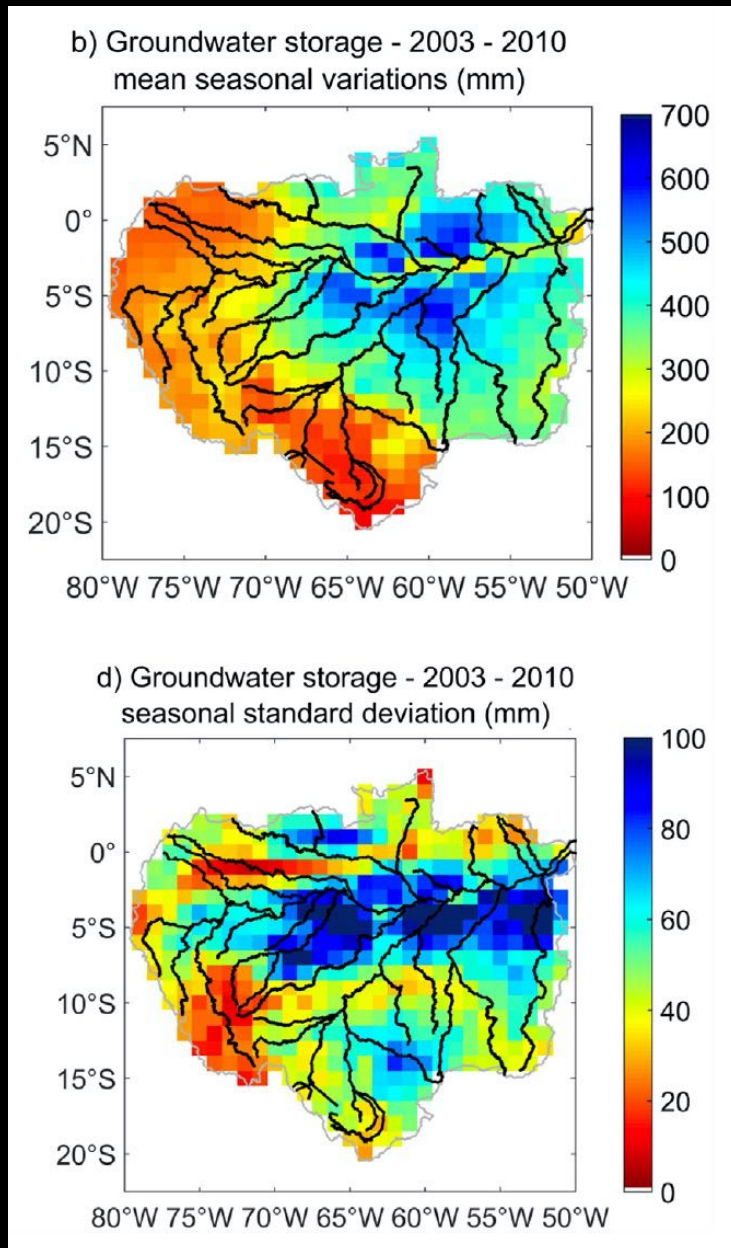 b) Groundwater storage - 2003 - 2010
mean seasonal variations (mm)
5°N
0°
5°S
10°S
15°S
20°S
80°W 75°W 70°W 65°W 60°W 55°W 50°W
700
600
500
400
300
200
100
0
d) Groundwater storage - 2003 - 2010
seasonal standard deviation (mm)
5°N
0°
5°S
10°S
15°S
20°S
80°W 75°W 70°W 65°W 60°W 55°W 50°W
100
80
60
40
20
0